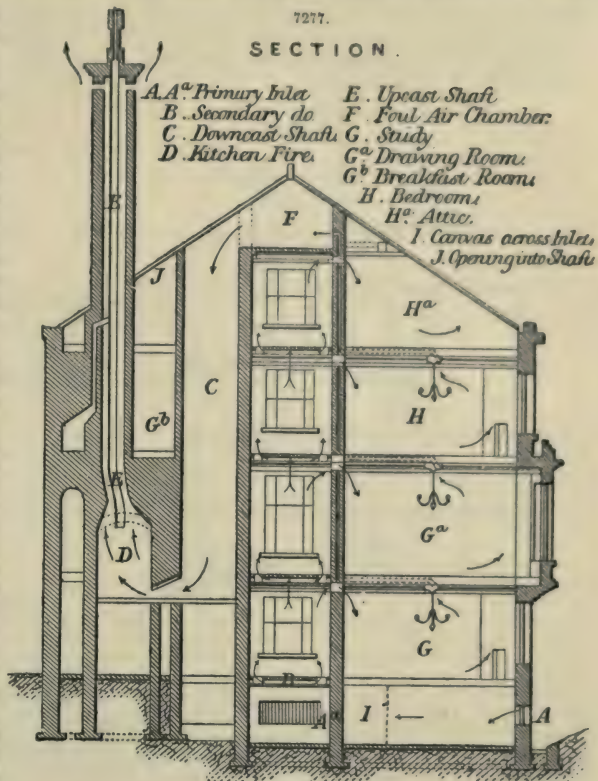 7277.
SECTION.
A,Aᵃ. Primary Inlet
B. Secondary do
C. Downcast Shaft
D. Kitchen Fire
E. Upcast Shaft
F. Foul Air Chamber.
G. Study
Gᵃ. Drawing Room.
Gᵇ. Breakfast Room
H. Bedroom
Hᵃ. Attic.
I. Canvas across Inlet
J. Opening into Shaft
E
F
J
Hᵃ
C
Gᵇ
H
E
Gᵃ
D
G
B
Aᵃ
I
A